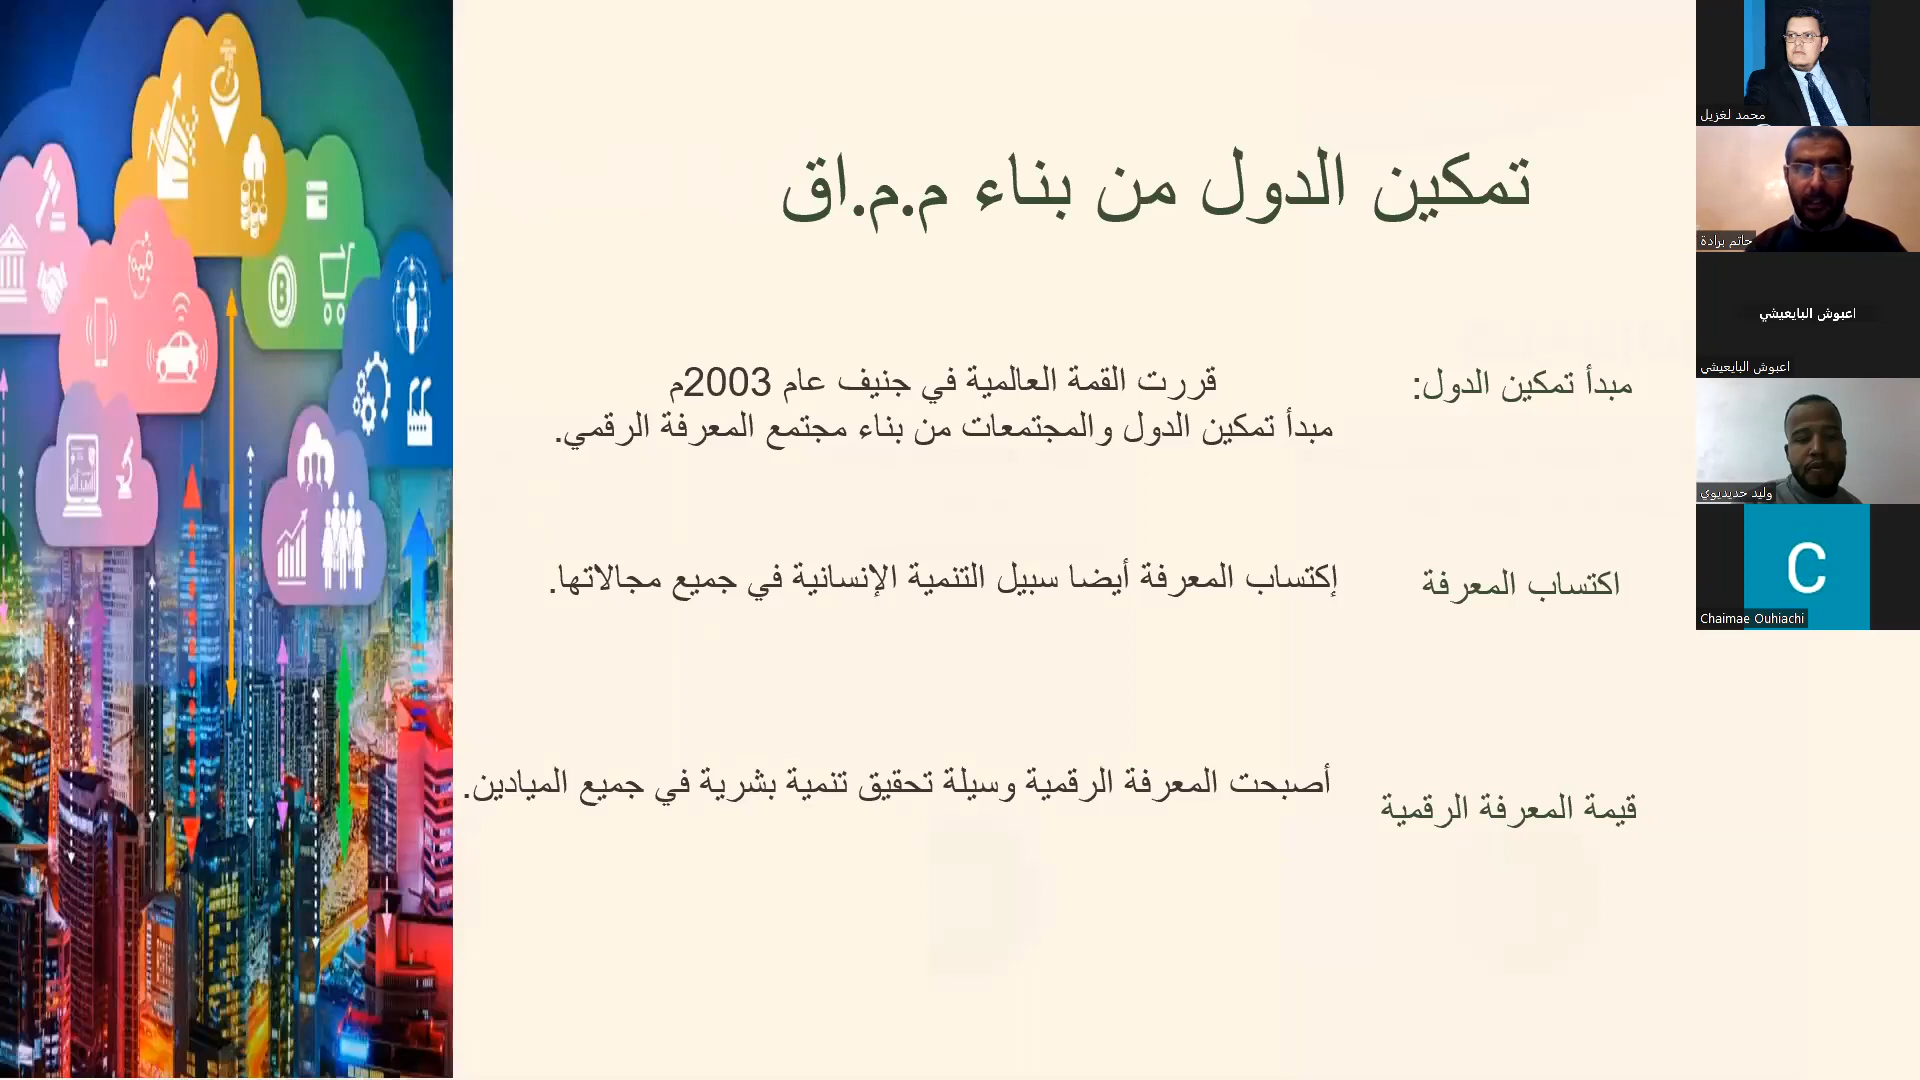 تمكين الدول من بناء م.م.اق
مبدأ تمكين الدول:
قررت القمة العالمية في جنيف عام 2003م
مبدأ تمكين الدول والمجتمعات من بناء مجتمع المعرفة الرقمي.
اكتساب المعرفة
إكتساب المعرفة أيضا سبيل التنمية الإنسانية في جميع مجالاتها.
قيمة المعرفة الرقمية
أصبحت المعرفة الرقمية وسيلة تحقيق تنمية بشرية في جميع الميادين.
محمد لغزيل
حاتم برادة
اعبوش البايعيشي
اعبوش البايعيشي
وليد حديديوي
C
Chaimae Ouhiachi